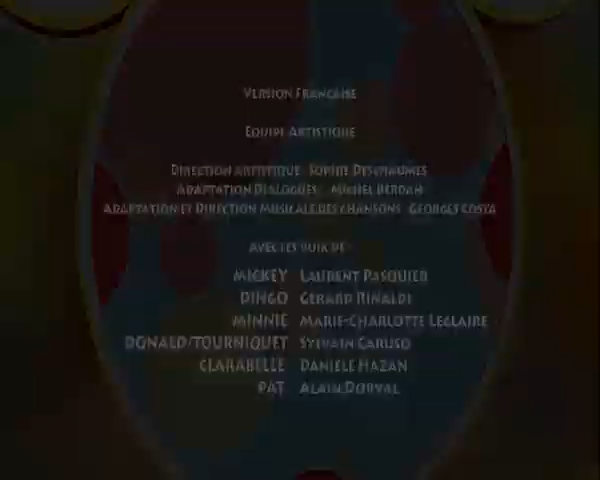 VERSION FRANÇAISE
EQUIPE ARTISTIQUE
DIRECTION ARTISTIQUE SOPHIE DESCHAUMES
ADAPTATION DIALOGUES MICHEL BERDAH
ADAPTATION ET DIRECTION MUSICALE DES CHANSONS GEORGES COSTA
AVEC LES VOIX DE :
MICKEY LAURENT PASQUIER
DINGO GERARD RINALDI
MINNIE MARIE-CHARLOTTE LECLAIRE
DONALD/TOURNIQUET SYLVAIN CARUSO
CLARABELLE DANIELE HAZAN
PAT ALAIN DORVAL